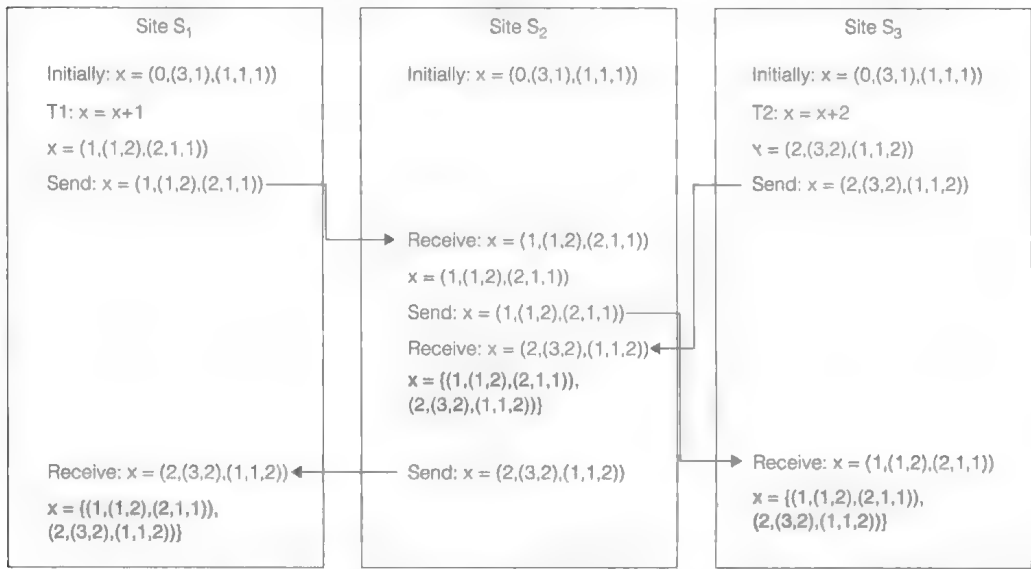 Site S1
Initially: x = (0,(3,1),(1,1,1))
T1: x = x+1
x = (1,(1,2),(2,1,1))
Send: x = (1,(1,2),(2,1,1))
Receive: x = (2,(3,2),(1,1,2))
x = {(1,(1,2),(2,1,1)),
(2,(3,2),(1,1,2))}
Site S2
Initially: x = (0,(3,1),(1,1,1))
Receive: x = (1,(1,2),(2,1,1))
x = (1,(1,2),(2,1,1))
Send: x = (1,(1,2),(2,1,1))
Receive: x = (2,(3,2),(1,1,2))
x = {(1,(1,2),(2,1,1)),
(2,(3,2),(1,1,2))}
Send: x = (2,(3,2),(1,1,2))
Site S3
Initially: x = (0,(3,1),(1,1,1))
T2: x = x+2
x = (2,(3,2),(1,1,2))
Send: x = (2,(3,2),(1,1,2))
Receive: x = (1,(1,2),(2,1,1))
x = {(1,(1,2),(2,1,1)),
(2,(3,2),(1,1,2))}